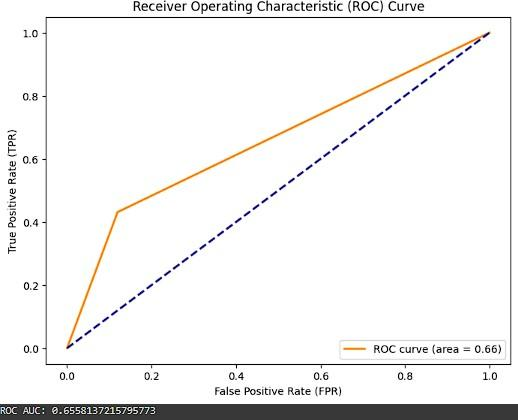 Receiver Operating Characteristic (ROC) Curve
1.0
0.8
0.6
0.4
0.2
0.0
True Positive Rate (TPR)
ROC curve (area = 0.66)
0.0 0.2 0.4 0.6 0.8 1.0
False Positive Rate (FPR)
ROC AUC: 0.6558137215795773